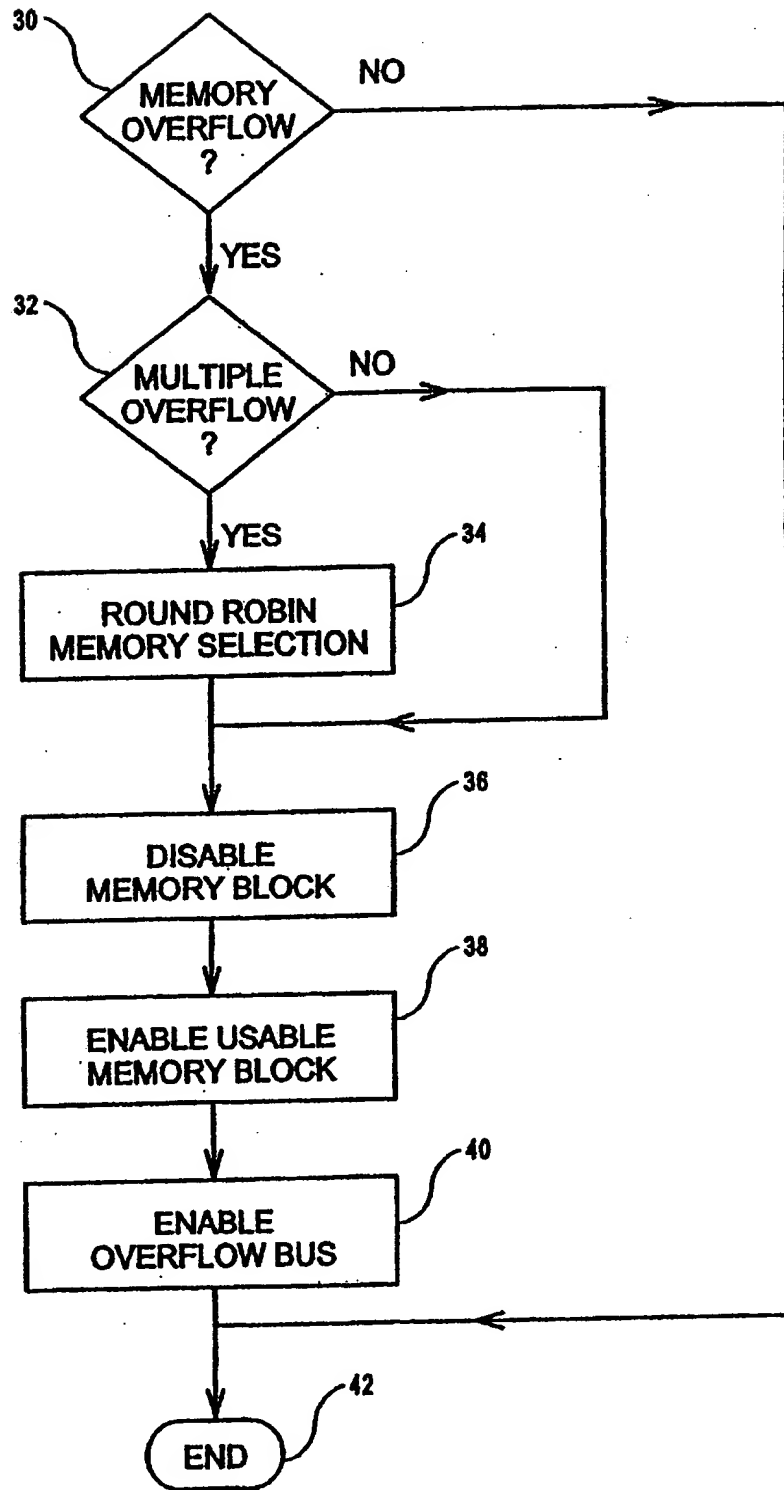 30
MEMORY
OVERFLOW
?
NO
YES
32
MULTIPLE
OVERFLOW
?
NO
YES
34
ROUND ROBIN
MEMORY SELECTION
36
DISABLE
MEMORY BLOCK
38
ENABLE USABLE
MEMORY BLOCK
40
ENABLE
OVERFLOW BUS
42
END